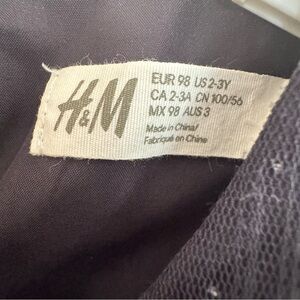 H&M
EUR 98 US 2-3Y
CA 2-3A CN 100/56
MX 98 AUS 3
Made in China/
Fabriqué en Chine